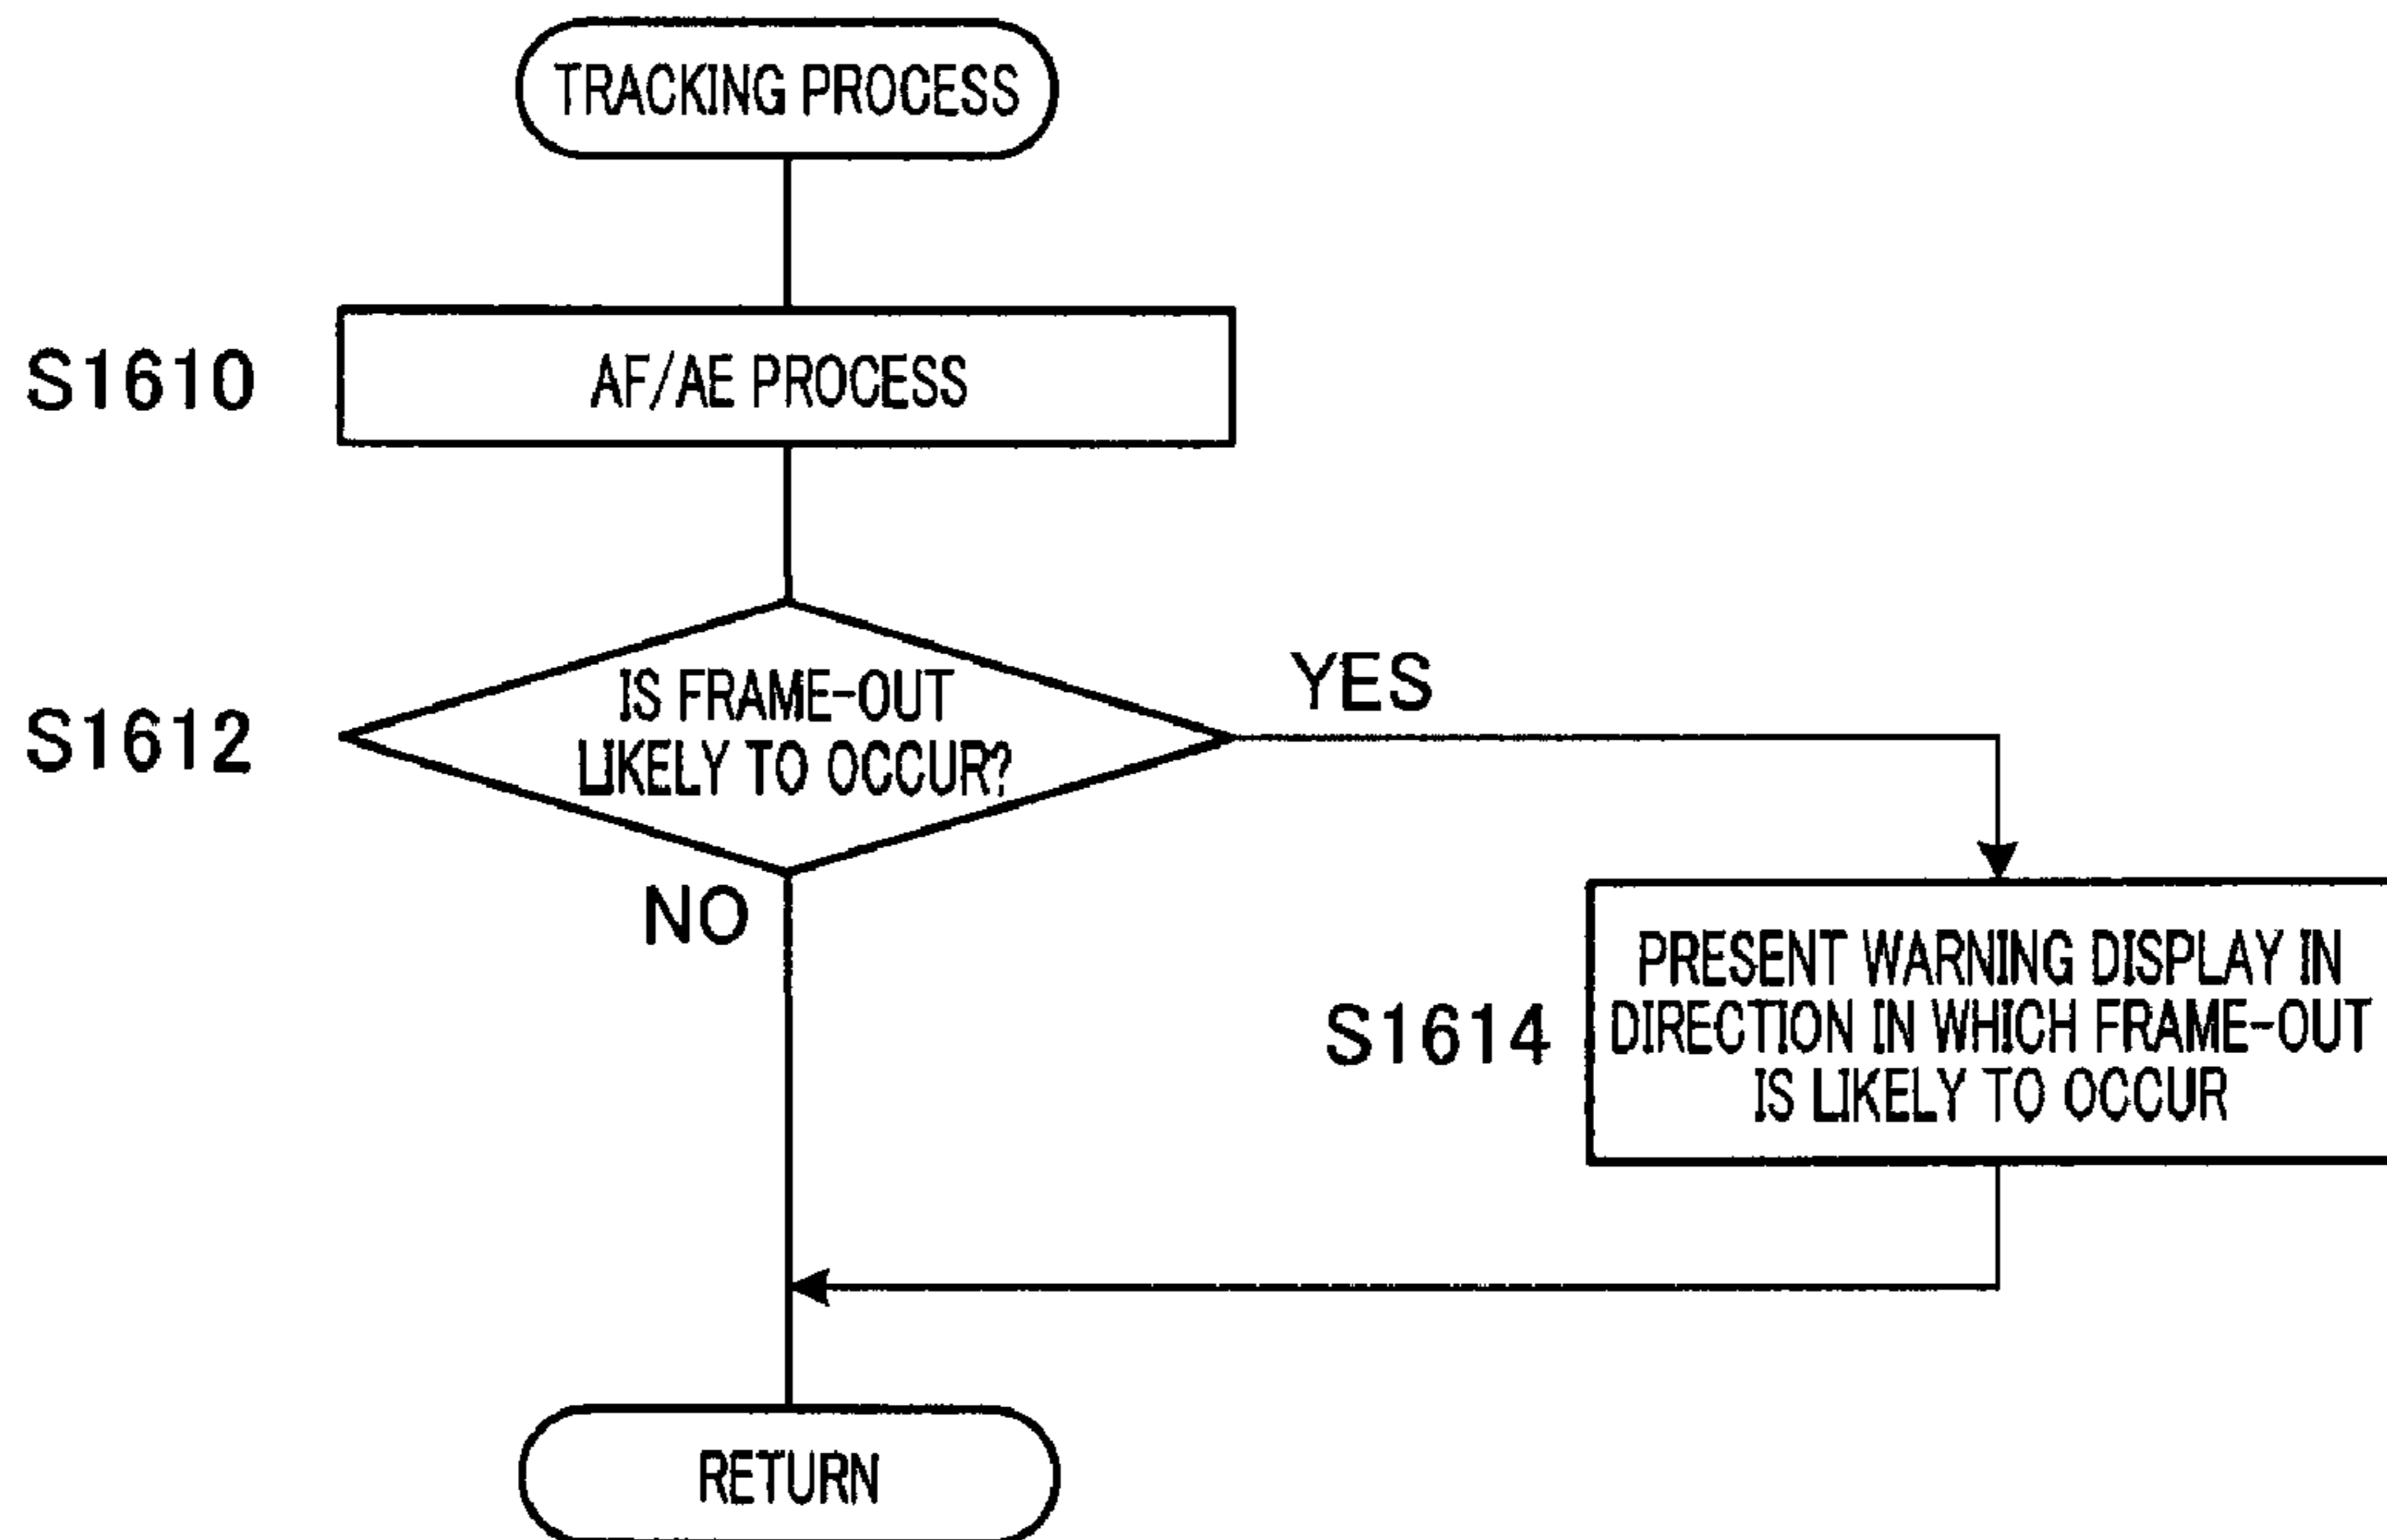 TRACKING PROCESS
S1610
AF/AE PROCESS
S1612
IS FRAME-OUT
LIKELY TO OCCUR?
YES
NO
S1614
PRESENT WARNING DISPLAY IN
DIRECTION IN WHICH FRAME-OUT
IS LIKELY TO OCCUR
RETURN